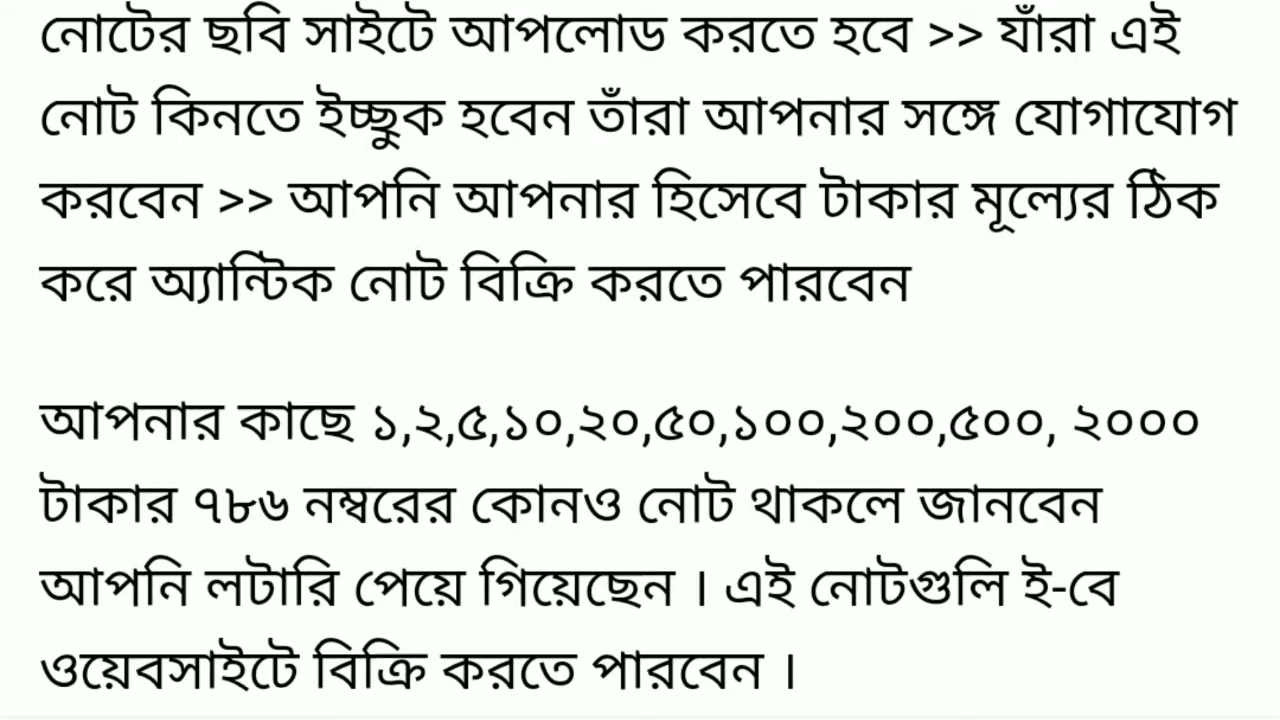 নোটের ছবি সাইটে আপলোড করতে হবে >> যাঁরা এই
নোট কিনতে ইচ্ছুক হবেন তাঁরা আপনার সঙ্গে যোগাযোগ
করবেন >> আপনি আপনার হিসেবে টাকার মূল্যের ঠিক
করে অ্যান্টিক নোট বিক্রি করতে পারবেন
আপনার কাছে ১,২,৫,১০,২০,৫০,১০০,২০০,৫০০, ২০০০
টাকার ৭৮৬ নম্বরের কোনও নোট থাকলে জানবেন
আপনি লটারি পেয়ে গিয়েছেন । এই নোটগুলি ই-বে
ওয়েবসাইটে বিক্রি করতে পারবেন ।